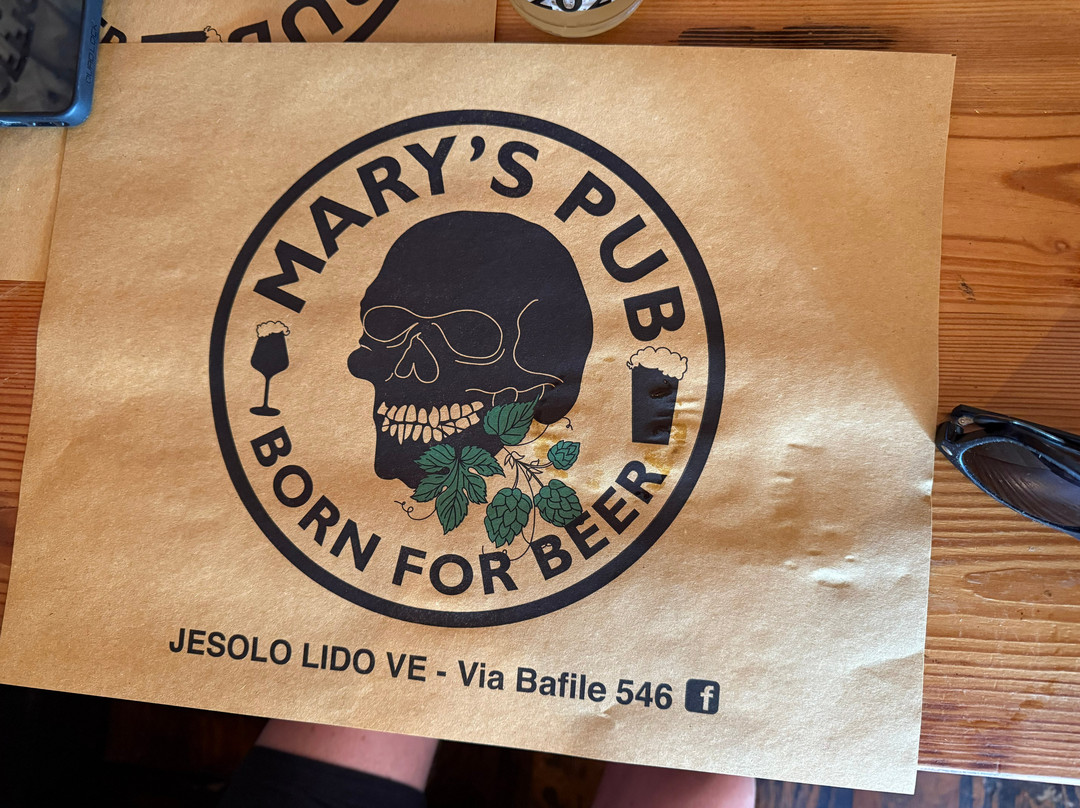 MARY'S PUB
BORN FOR BEER
JESOLO LIDO VE - Via Bafile 546 f